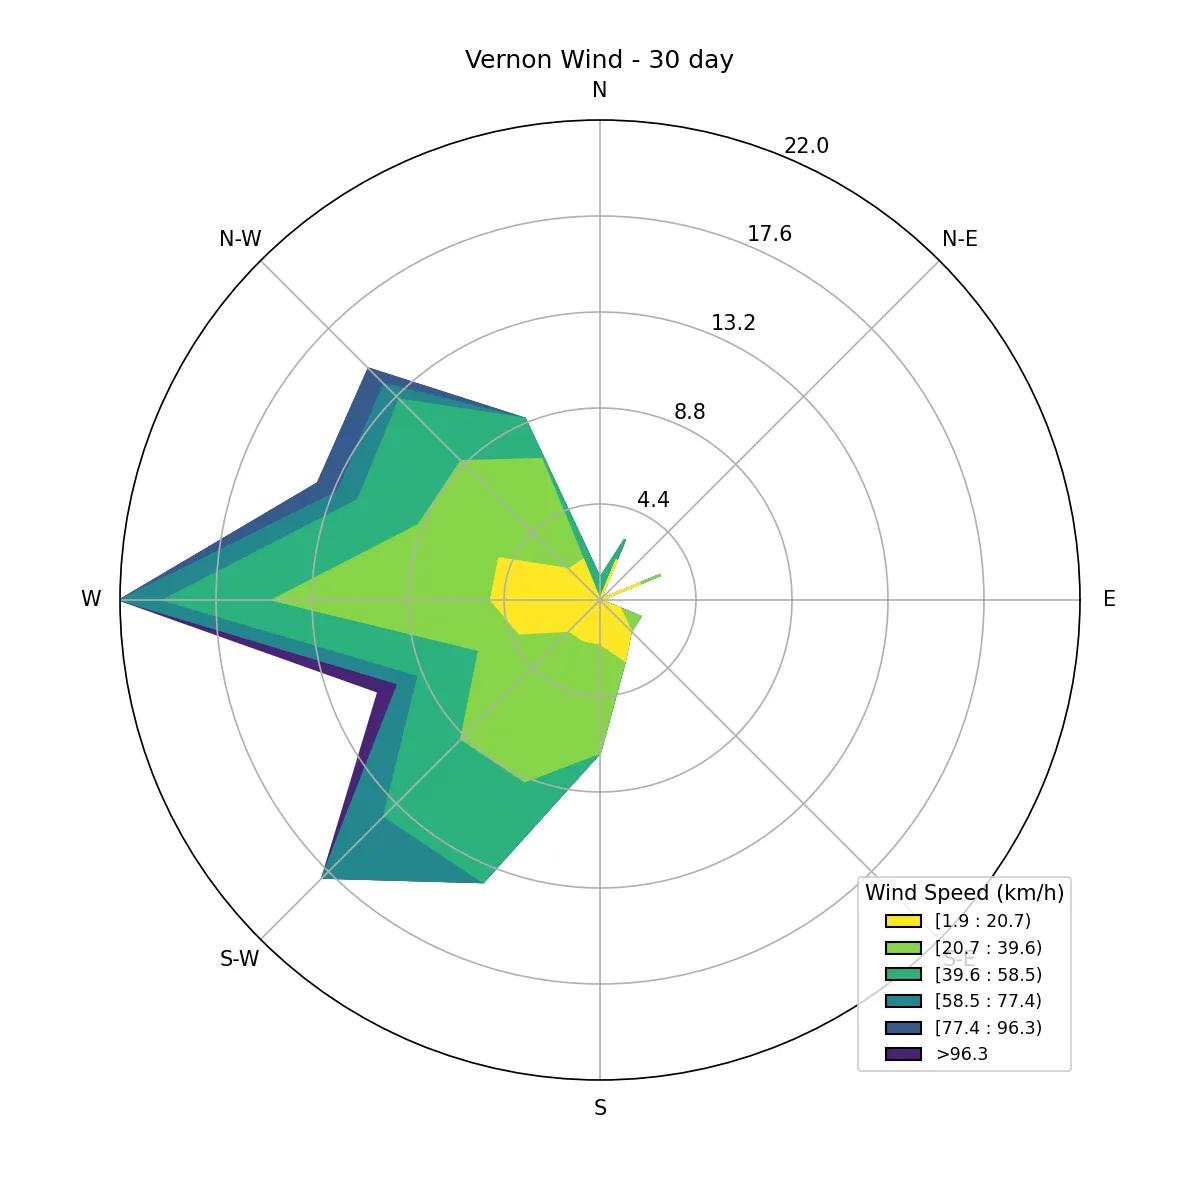 Vernon Wind - 30 day
N
22.0
17.6
N-W
N-E
13.2
8.8
4.4
W
E
S-W
S-E
S
Wind Speed (km/h)
[1.9 : 20.7)
[20.7 : 39.6)
[39.6 : 58.5)
[58.5 : 77.4)
[77.4 : 96.3)
>96.3